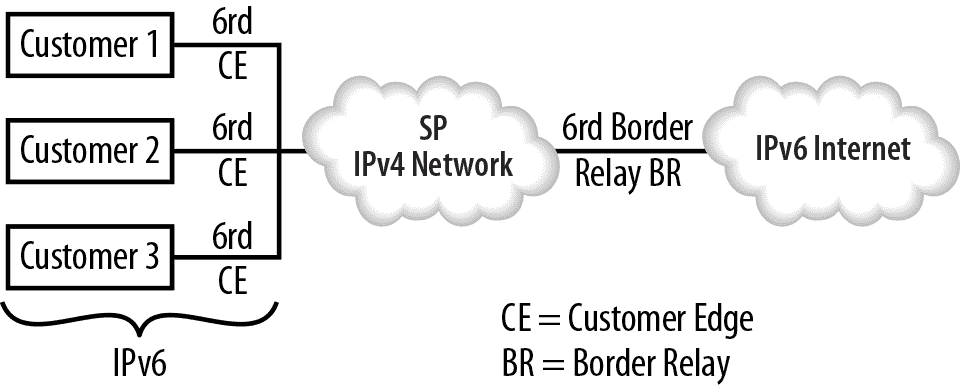 Customer 1
6rd
CE
Customer 2
6rd
CE
Customer 3
6rd
CE
IPv6
SP
IPv4 Network
6rd Border
Relay BR
IPv6 Internet
CE = Customer Edge
BR = Border Relay